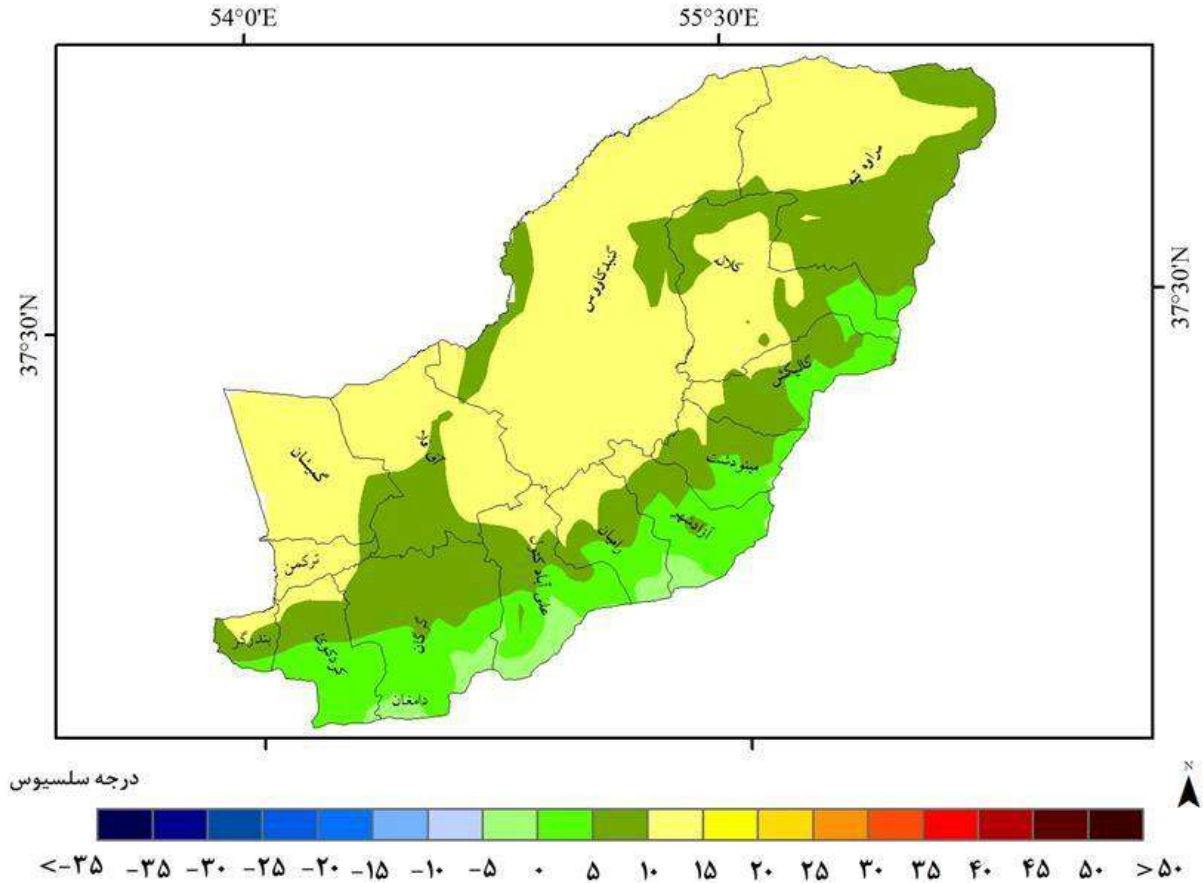 54°0'E 55°30'E
37°30'N
37°30'N
مراوه تپه
کلاله
گنبدکاووس
گالیکش
گمیشان
مینودشت
آزادشهر
رامیان
ترکمن
علی آباد کتول
بندرگز
کردکوی
گرگان
دامغان
درجه سلسیوس
N
<-۳۵ -۳۵ -۳۰ -۲۵ -۲۰ -۱۵ -۱۰ -۵ ۰ ۵ ۱۰ ۱۵ ۲۰ ۲۵ ۳۰ ۳۵ ۴۰ ۴۵ ۵۰ >۵۰